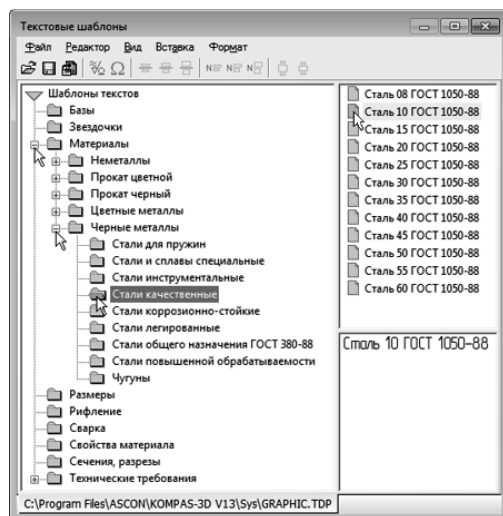 Текстовые шаблоны
Файл Редактор Вид Вставка Формат
Шаблоны текстов
Базы
Звездочки
Материалы
Неметаллы
Прокат цветной
Прокат черный
Цветные металлы
Черные металлы
Стали для пружин
Стали и сплавы специальные
Стали инструментальные
Стали качественные
Стали коррозионно-стойкие
Стали легированные
Стали общего назначения ГОСТ 380-88
Стали повышенной обрабатываемости
Чугуны
Размеры
Рифление
Сварка
Свойства материала
Сечения, разрезы
Технические требования
Сталь 08 ГОСТ 1050-88
Сталь 10 ГОСТ 1050-88
Сталь 15 ГОСТ 1050-88
Сталь 20 ГОСТ 1050-88
Сталь 25 ГОСТ 1050-88
Сталь 30 ГОСТ 1050-88
Сталь 35 ГОСТ 1050-88
Сталь 40 ГОСТ 1050-88
Сталь 45 ГОСТ 1050-88
Сталь 50 ГОСТ 1050-88
Сталь 55 ГОСТ 1050-88
Сталь 60 ГОСТ 1050-88
Сталь 10 ГОСТ 1050-88
C:\Program Files\ASCON\KOMPAS-3D V13\Sys\GRAPHIC.TDP